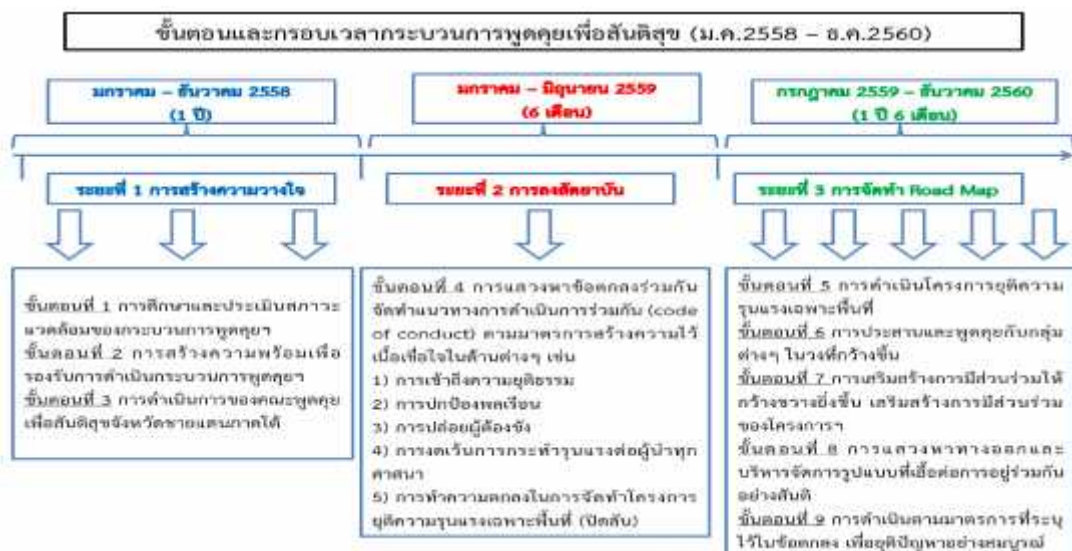 ขั้นตอนและกรอบเวลากระบวนการพูดคุยเพื่อสันติสุข (ม.ค.2558 – ธ.ค.2560)
มกราคม – ธันวาคม 2558
(1 ปี)
มกราคม – มิถุนายน 2559
(6 เดือน)
กรกฎาคม 2559 – ธันวาคม 2560
(1 ปี 6 เดือน)
ระยะที่ 1 การสร้างความวางใจ
ระยะที่ 2 การลงสัตยาบัน
ระยะที่ 3 การจัดทำ Road Map
ขั้นตอนที่ 1 การศึกษาและประเมินสภาวะ
แวดล้อมของกระบวนการพูดคุยฯ
ขั้นตอนที่ 2 การสร้างความพร้อมเพื่อ
รองรับการดำเนินกระบวนการพูดคุยฯ
ขั้นตอนที่ 3 การดำเนินการของคณะพูดคุย
เพื่อสันติสุขจังหวัดชายแดนภาคใต้
ขั้นตอนที่ 4 การแสวงหาข้อตกลงร่วมกัน
จัดทำแนวทางการดำเนินการร่วมกัน (code
of conduct) ตามมาตรการสร้างความไว้
เนื้อเชื่อใจในด้านต่างๆ เช่น
1) การเข้าถึงความยุติธรรม
2) การปกป้องพลเรือน
3) การปล่อยผู้ต้องขัง
4) การงดเว้นการกระทำรุนแรงต่อผู้นำทุก
ศาสนา
5) การทำความตกลงในการจัดทำโครงการ
ยุติความรุนแรงเฉพาะพื้นที่ (ปิดลับ)
ขั้นตอนที่ 5 การดำเนินโครงการยุติความ
รุนแรงเฉพาะพื้นที่
ขั้นตอนที่ 6 การประสานและพูดคุยกับกลุ่ม
ต่างๆ ในวงที่กว้างขึ้น
ขั้นตอนที่ 7 การเสริมสร้างการมีส่วนร่วมให้
กว้างขวางยิ่งขึ้น เสริมสร้างการมีส่วนร่วม
ของโครงการฯ
ขั้นตอนที่ 8 การแสวงหาทางออกและ
บริหารจัดการรูปแบบที่เอื้อต่อการอยู่ร่วมกัน
อย่างสันติ
ขั้นตอนที่ 9 การดำเนินตามมาตรการที่ระบุ
ไว้ในข้อตกลง เพื่อยุติปัญหาอย่างสมบูรณ์